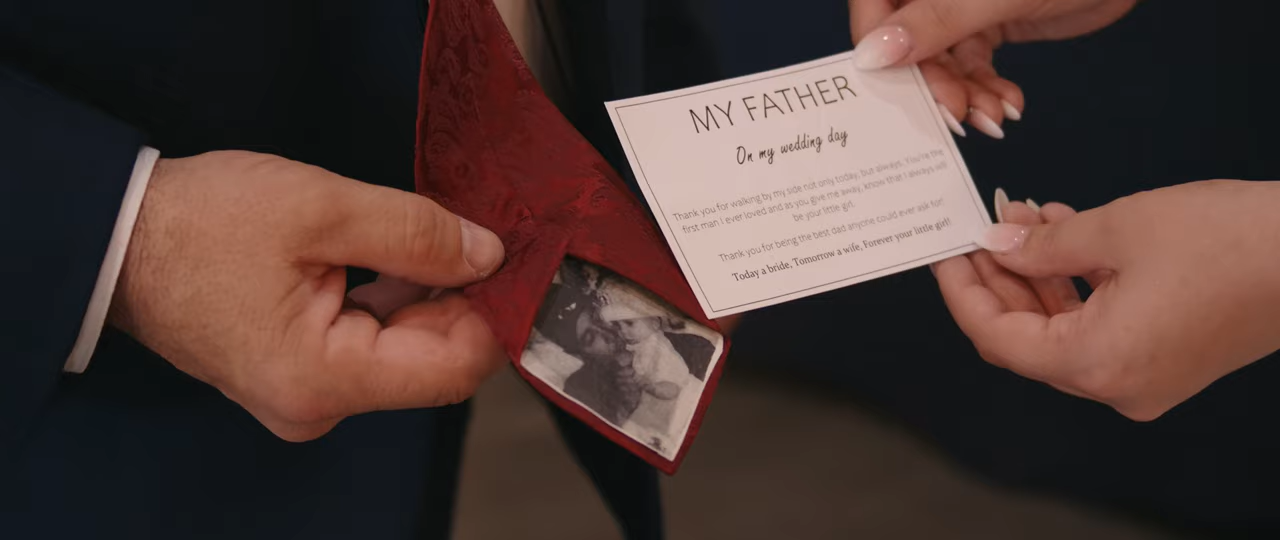 MY FATHER
On my wedding day
Thank you for walking by my side not only today, but always. You're the
first man I ever loved and as you give me away, know that I always will
be your little girl.
Thank you for being the best dad anyone could ever ask for!
Today a bride, Tomorrow a wife, Forever your little girl!